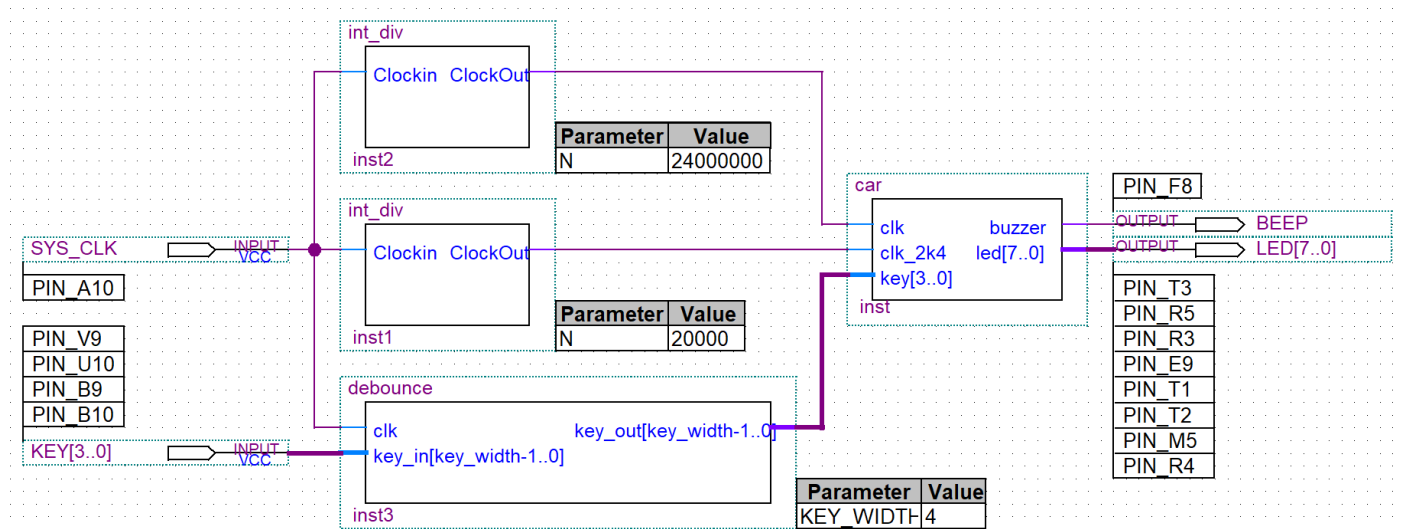 int_div
Clockin ClockOut
Parameter Value
N 24000000
inst2
int_div
Clockin ClockOut
Parameter Value
N 20000
inst1
SYS_CLK INPUT
VCC
PIN_A10
PIN_V9
PIN_U10
PIN_B9
PIN_B10
KEY[3..0] INPUT
VCC
debounce
clk key_out[key_width-1..0]
key_in[key_width-1..0]
inst3
Parameter Value
KEY_WIDTH 4
car
clk buzzer
clk_2k4 led[7..0]
key[3..0]
inst
PIN_F8
OUTPUT BEEP
OUTPUT LED[7..0]
PIN_T3
PIN_R5
PIN_R3
PIN_E9
PIN_T1
PIN_T2
PIN_M5
PIN_R4